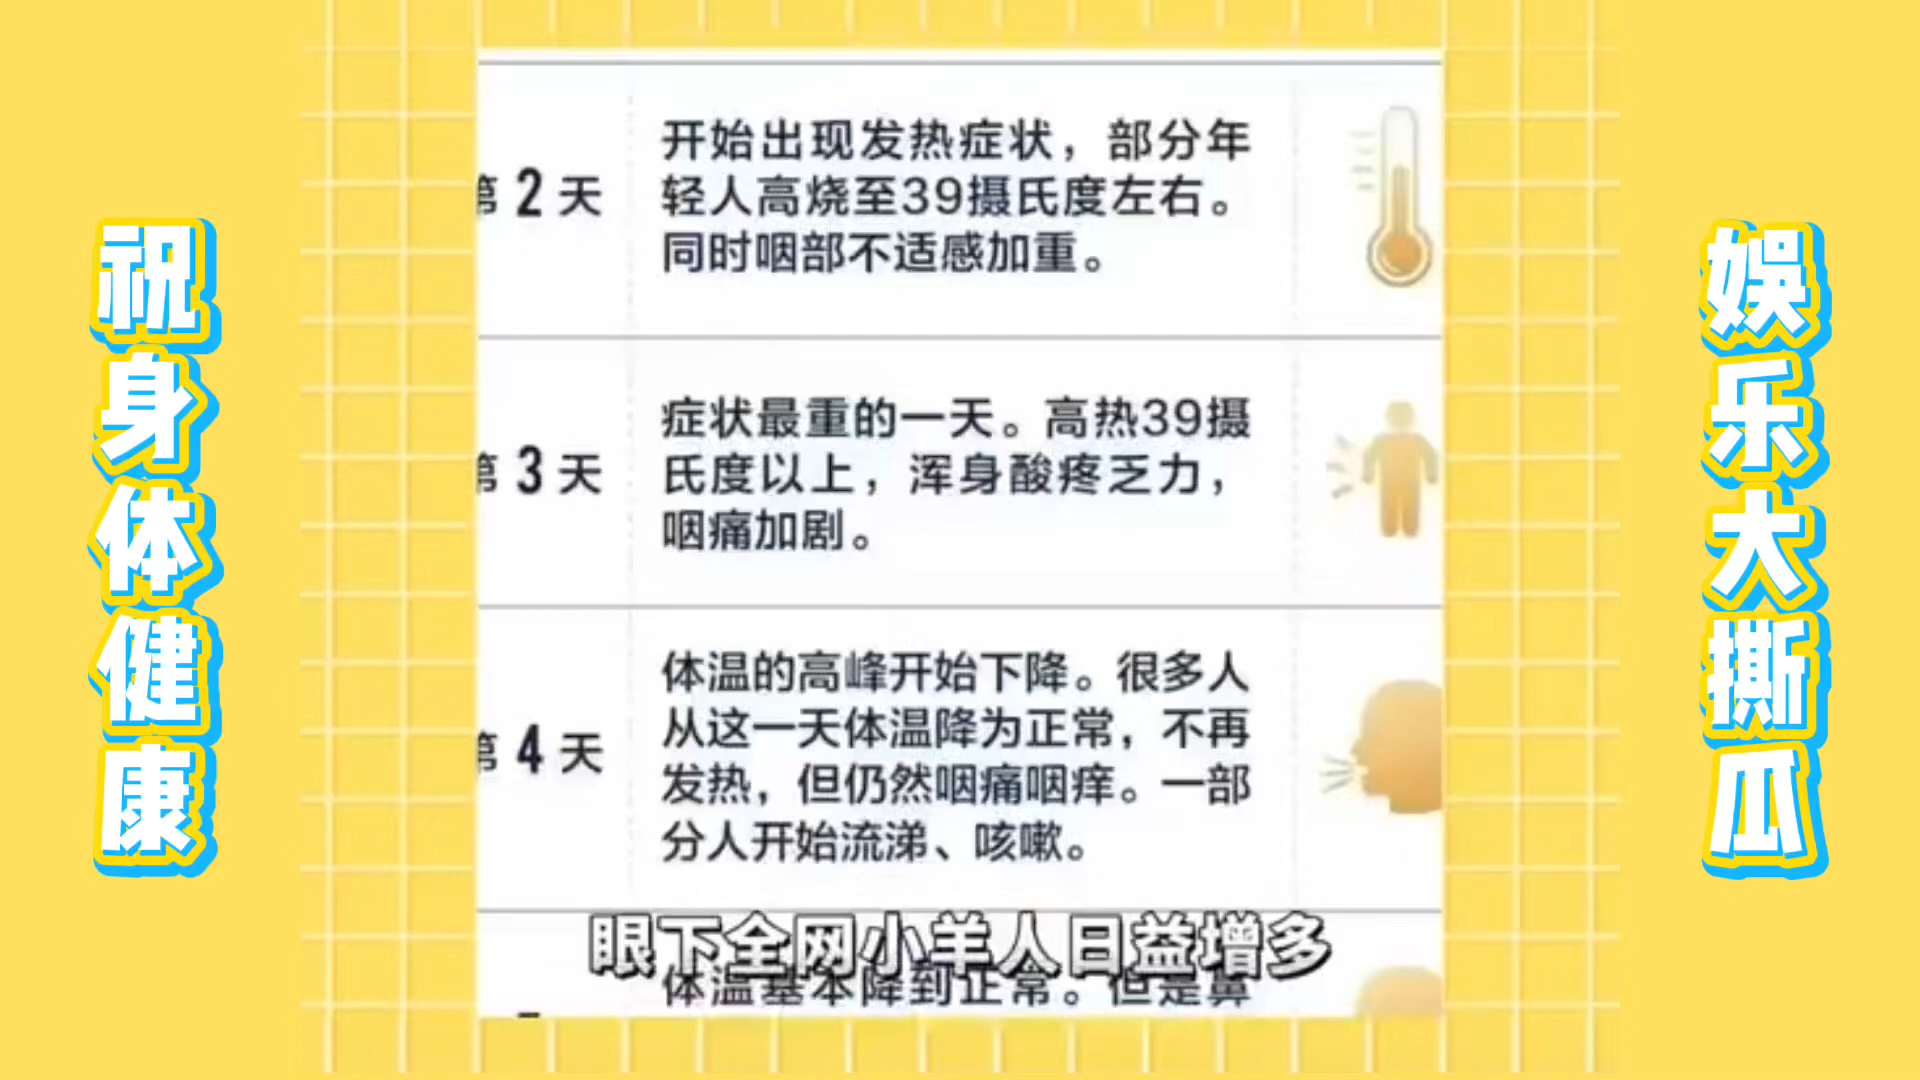 祝身体健康
第2天
开始出现发热症状，部分年
轻人高烧至39摄氏度左右。
同时咽部不适感加重。
第3天
症状最重的一天。高热39摄
氏度以上，浑身酸疼乏力，
咽痛加剧。
第4天
体温的高峰开始下降。很多人
从这一天体温降为正常，不再
发热，但仍然咽痛咽痒。一部
分人开始流涕、咳嗽。
眼下全网小羊人日益增多
体温基本降到正常。但是鼻
娱乐大撕瓜